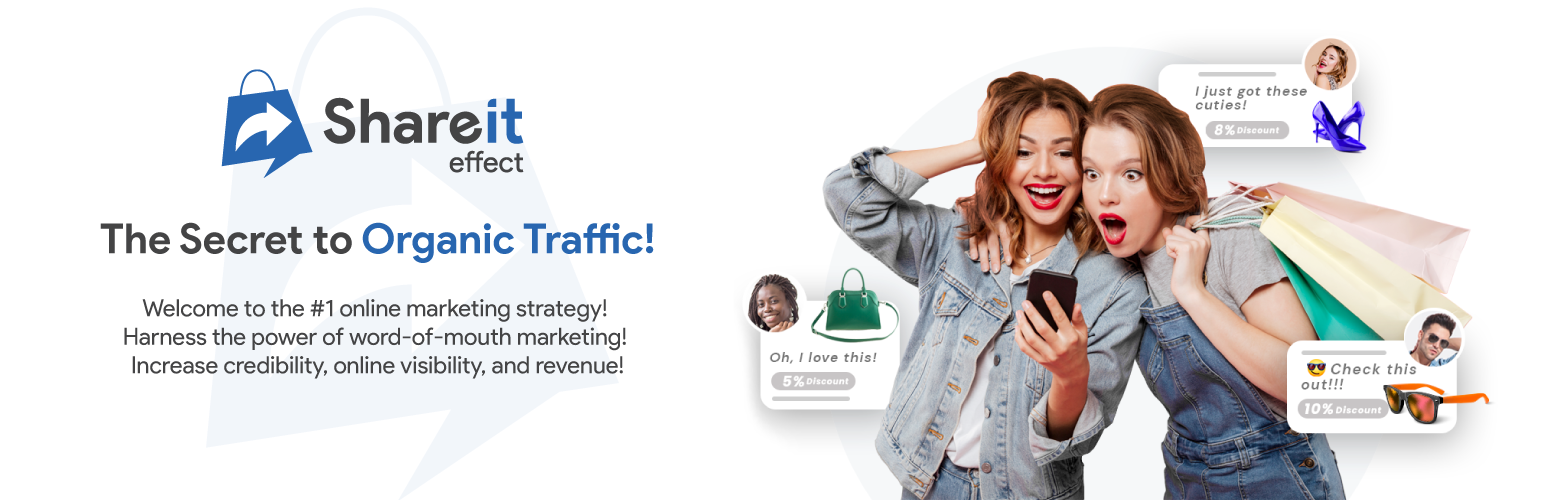 Shareit
effect
The Secret to Organic Traffic!
Welcome to the #1 online marketing strategy!
Harness the power of word-of-mouth marketing!
Increase credibility, online visibility, and revenue!
I just got these
cuties!
8% Discount
Oh, I love this!
5% Discount
😎 Check this
out!!!
10% Discount